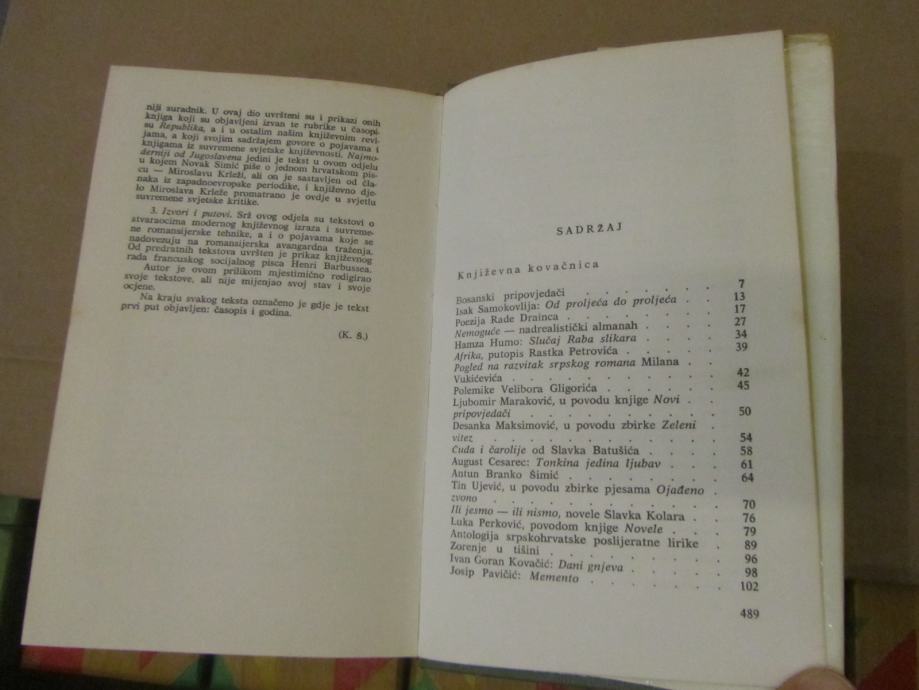 niji suradnik. U ovaj dio uvršteni su i prikazi onih
knjiga koji su objavljeni izvan te rubrike u časopi-
su Republika, a i u ostalim našim književnim revi-
jama, a koji svojim sadržajem govore o pojavama i
knjigama iz suvremene svjetske književnosti. Najmo-
derniji od Jugoslavena jedini je tekst u ovom odjelu
u kojem Novak Simić piše o jednom hrvatskom pis-
cu — Miroslavu Krleži, ali on je sastavljen od čla-
naka iz zapadnoevropske periodike, i književno dje-
lo Miroslava Krleže promatrano je ovdje u svjetlu
suvremene svjetske kritike.
3. Izvori i putovi. Srž ovog odjela su tekstovi o
stvaraocima modernog književnog izraza i suvreme-
ne romansijerske tehnike, a i o pojavama koje se
nadovezuju na romansijerska avangardna traženja.
Od predratnih tekstova uvršten je prikaz književnog
rada francuskog socijalnog pisca Henri Barbussea.
Autor je ovom prilikom mjestimično redigirao
svoje tekstove, ali nije mijenjao svoj stav i svoje
ocjene.
Na kraju svakog teksta označeno je gdje je tekst
prvi put objavljen: časopis i godina.
(K. Š.)
SADRŽAJ
Književna kovačnica
Bosanski pripovjedači . . . . . . . . 7
Isak Samokovlija: Od proljeća do proljeća . . . 13
Poezija Rade Drainca . . . . . . . . 17
Nemoguće — nadrealistički almanah . . . . 27
Hamza Humo: Slučaj Raba slikara . . . . 34
Afrika, putopis Rastka Petrovića . . . . . 39
Pogled na razvitak srpskog romana Milana
Vukićevića . . . . . . . . . . 42
Polemike Velibora Gligorića . . . . . . 45
Ljubomir Maraković, u povodu knjige Novi . .
pripovjedači . . . . . . . . . 50
Desanka Maksimović, u povodu zbirke Zeleni .
vitez . . . . . . . . . . . 54
Čuda i čarolije od Slavka Batušića . . . . 58
August Cesarec: Tonkina jedina ljubav . . . 61
Antun Branko Šimić . . . . . . . . 64
Tin Ujević, u povodu zbirke pjesama Ojađeno .
zvono . . . . . . . . . . . 70
Ili jesmo — ili nismo, novele Slavka Kolara . . 76
Luka Perković, povodom knjige Novele . . . 79
Antologija srpskohrvatske poslijeratne lirike . 89
Zorenje u tišini . . . . . . . . . 96
Ivan Goran Kovačić: Dani gnjeva . . . . 98
Josip Pavičić: Memento . . . . . . . 102
489